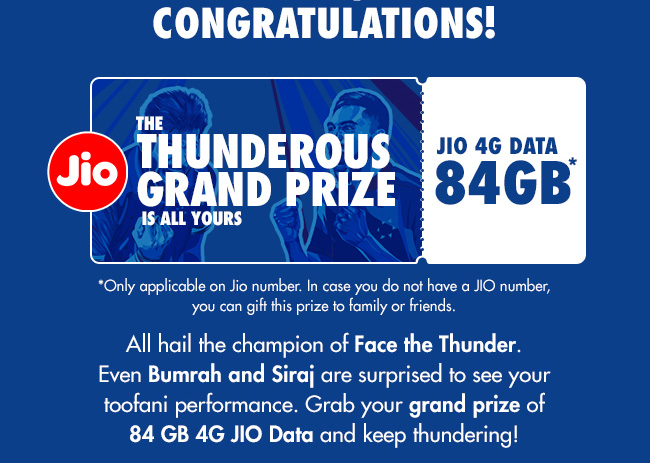 CONGRATULATIONS!
THE
THUNDEROUS
GRAND PRIZE
IS ALL YOURS
Jio
JIO 4G DATA
84GB*
*Only applicable on Jio number. In case you do not have a JIO number,
you can gift this prize to family or friends.
All hail the champion of Face the Thunder.
Even Bumrah and Siraj are surprised to see your
toofani performance. Grab your grand prize of
84 GB 4G JIO Data and keep thundering!